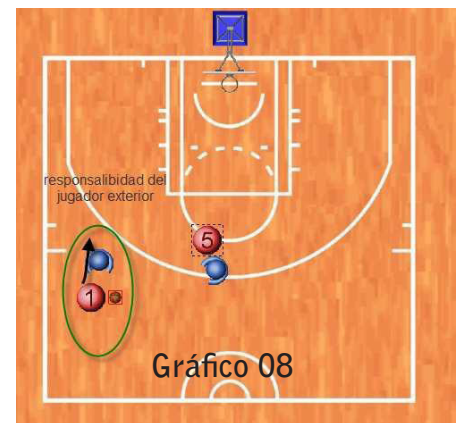 responsalibidad del
jugador exterior
5
1
Gráfico 08